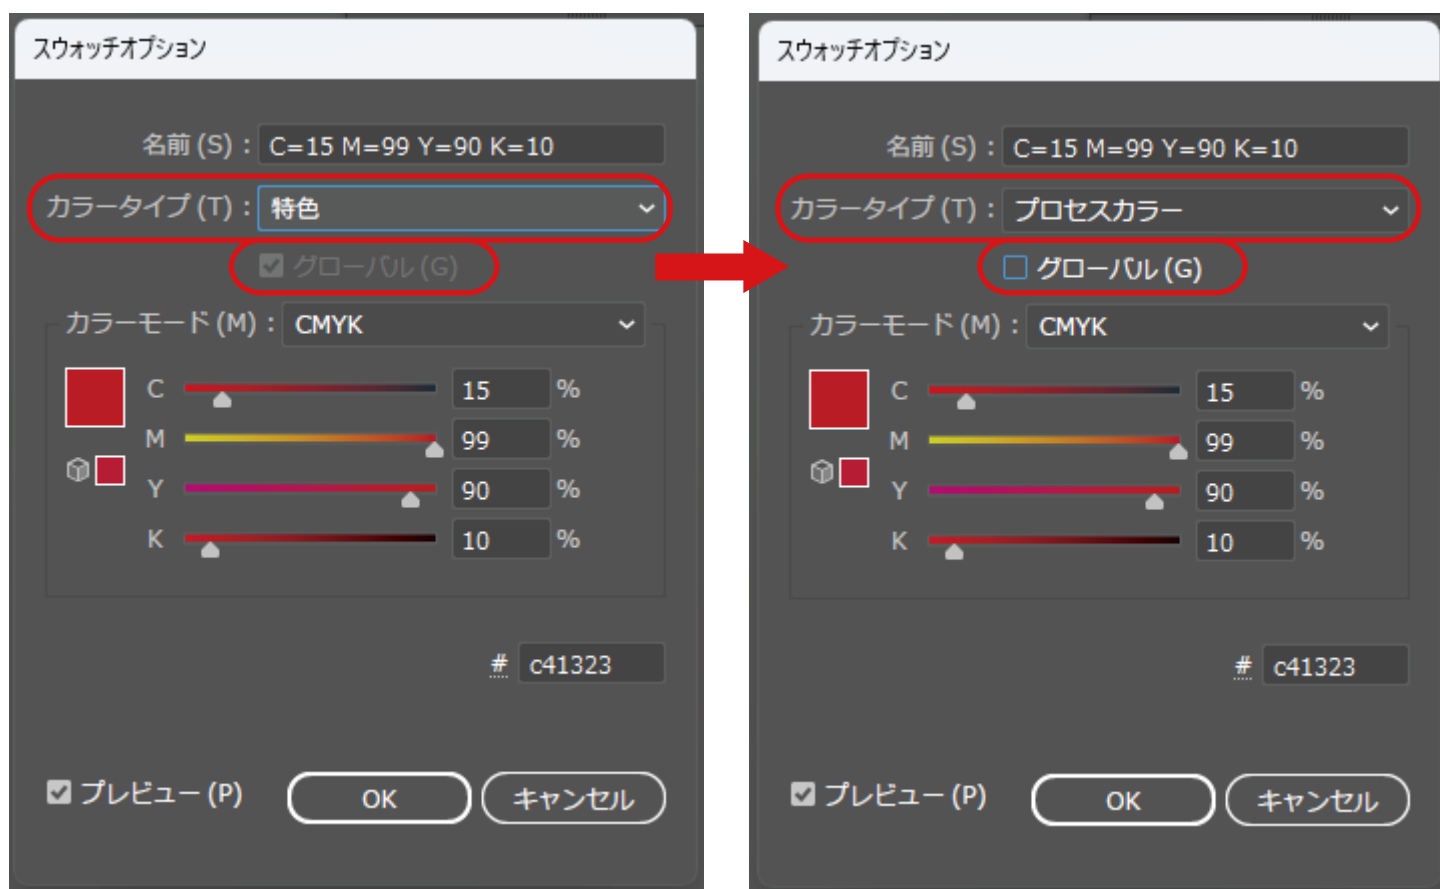 スウォッチオプション
名前 (S) : C=15 M=99 Y=90 K=10
カラータイプ (T) : 特色
グローバル (G)
カラーモード (M) : CMYK
C 15 %
M 99 %
Y 90 %
K 10 %
# c41323
プレビュー (P) OK キャンセル
スウォッチオプション
名前 (S) : C=15 M=99 Y=90 K=10
カラータイプ (T) : プロセスカラー
グローバル (G)
カラーモード (M) : CMYK
C 15 %
M 99 %
Y 90 %
K 10 %
# c41323
プレビュー (P) OK キャンセル